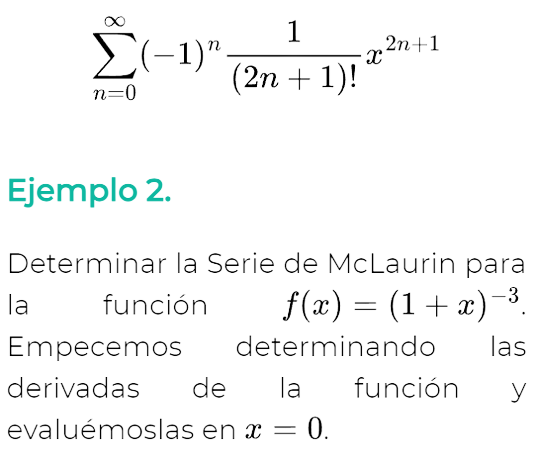 $$\sum_{n=0}^{\infty}(-1)^n\frac{1}{(2n+1)!}x^{2n+1}$$
Ejemplo 2.
Determinar la Serie de McLaurin para
la función $f(x) = (1+x)^{-3}$.
Empecemos determinando las
derivadas de la función y
evaluémoslas en $x = 0$.